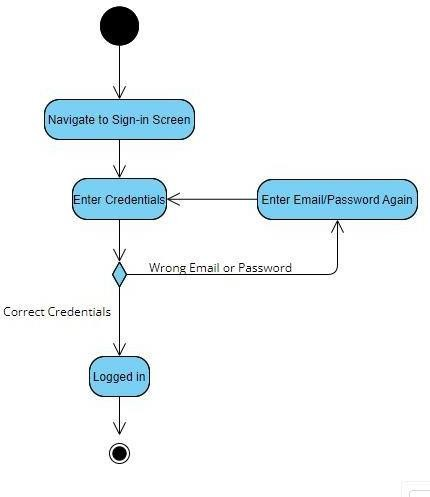 Navigate to Sign-in Screen
Enter Credentials
Enter Email/Password Again
Wrong Email or Password
Correct Credentials
Logged in